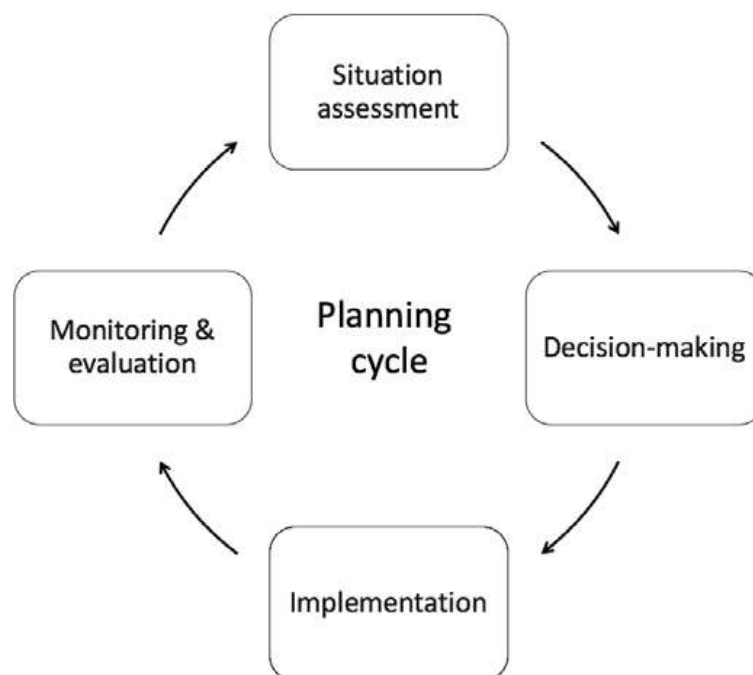 Situation
assessment
Monitoring &
evaluation
Planning
cycle
Decision-making
Implementation